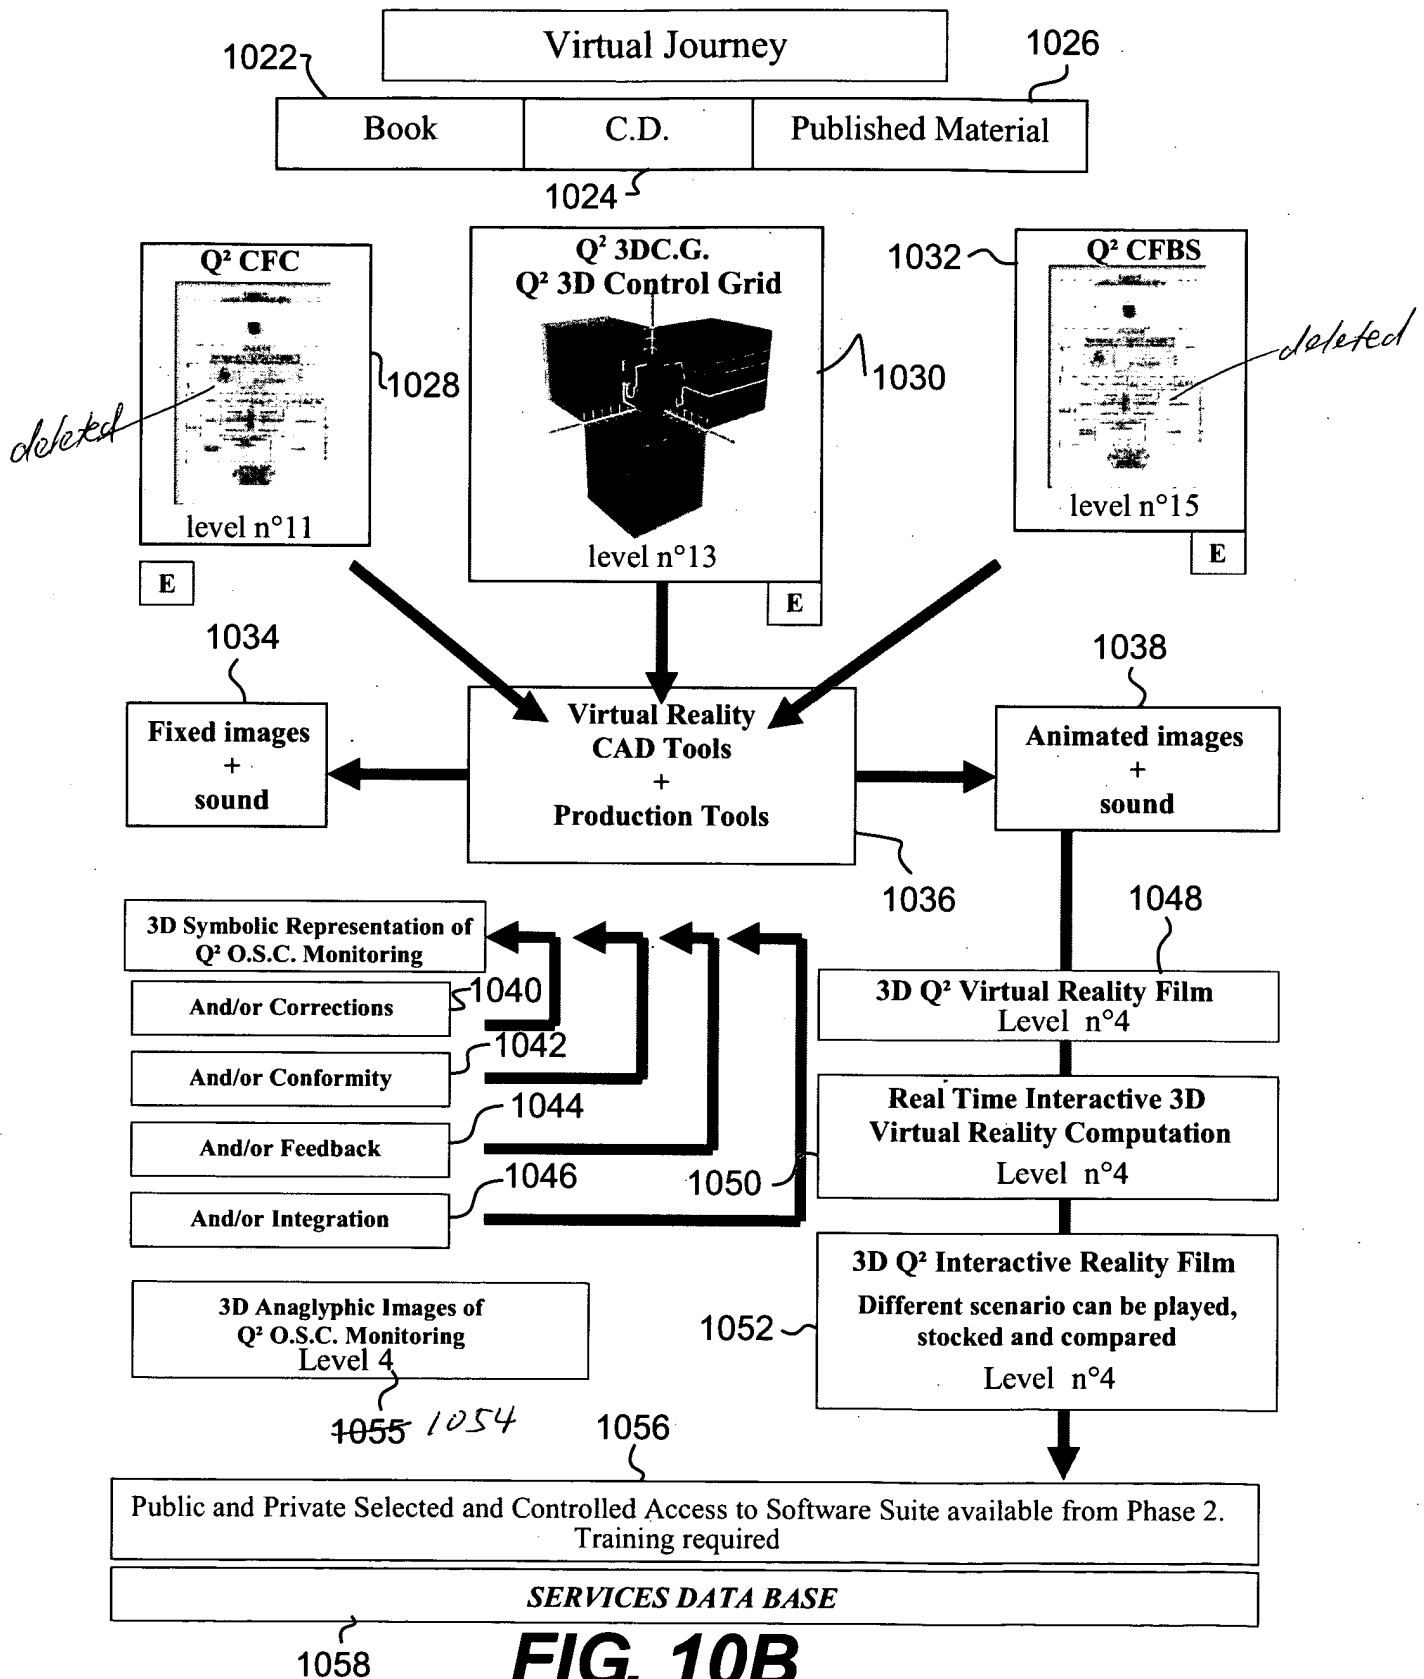 Virtual Journey
1022
1026
Book
C.D.
Published Material
1024
Q² CFC
level n°11
E
deleted
1028
Q² 3DC.G.
Q² 3D Control Grid
level n°13
E
1030
1032
Q² CFBS
level n°15
E
deleted
1034
Fixed images
+
sound
Virtual Reality
CAD Tools
+
Production Tools
1036
1038
Animated images
+
sound
3D Symbolic Representation of
Q² O.S.C. Monitoring
And/or Corrections
1040
And/or Conformity
1042
And/or Feedback
1044
And/or Integration
1046
1048
3D Q² Virtual Reality Film
Level n°4
Real Time Interactive 3D
Virtual Reality Computation
Level n°4
1050
3D Q² Interactive Reality Film
Different scenario can be played,
stocked and compared
Level n°4
1052
3D Anaglyphic Images of
Q² O.S.C. Monitoring
Level 4
1055 1054
1056
Public and Private Selected and Controlled Access to Software Suite available from Phase 2.
Training required
SERVICES DATA BASE
1058
FIG. 10B